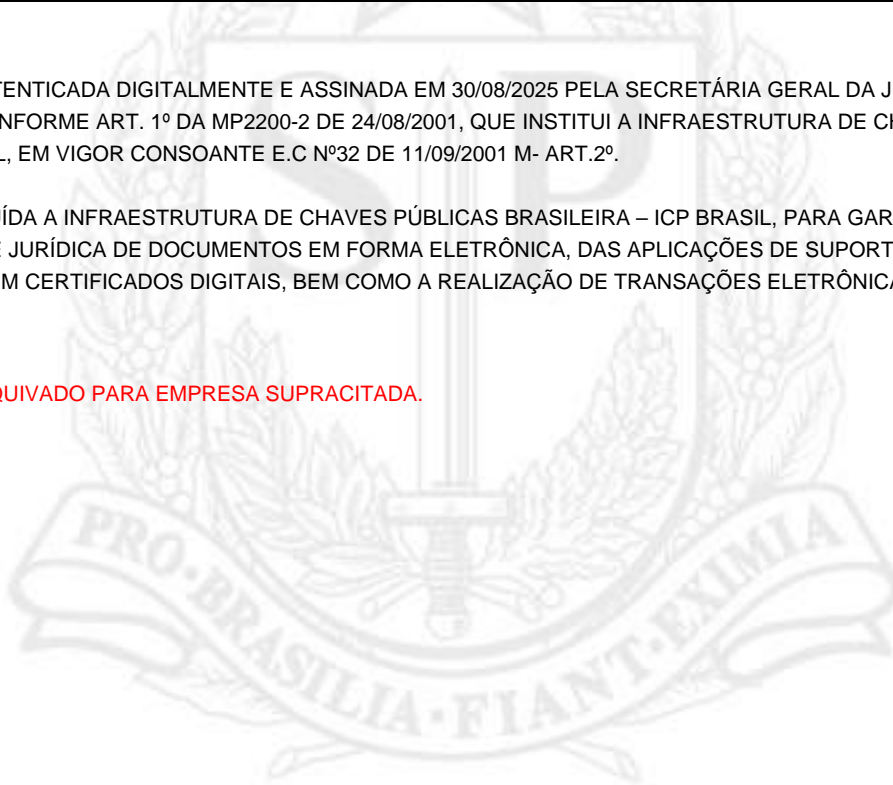 TENTICADA DIGITALMENTE E ASSINADA EM 30/08/2025 PELA SECRETÁRIA GERAL DA J
NFORME ART. 1º DA MP2200-2 DE 24/08/2001, QUE INSTITUI A INFRAESTRUTURA DE CH
L, EM VIGOR CONSOANTE E.C Nº32 DE 11/09/2001 M- ART.2º.
UÍDA A INFRAESTRUTURA DE CHAVES PÚBLICAS BRASILEIRA – ICP BRASIL, PARA GAR
E JURÍDICA DE DOCUMENTOS EM FORMA ELETRÔNICA, DAS APLICAÇÕES DE SUPORT
M CERTIFICADOS DIGITAIS, BEM COMO A REALIZAÇÃO DE TRANSAÇÕES ELETRÔNICA
QUIVADO PARA EMPRESA SUPRACITADA.
SP
PRO·BRASILIA·FIANT·EXIMIA